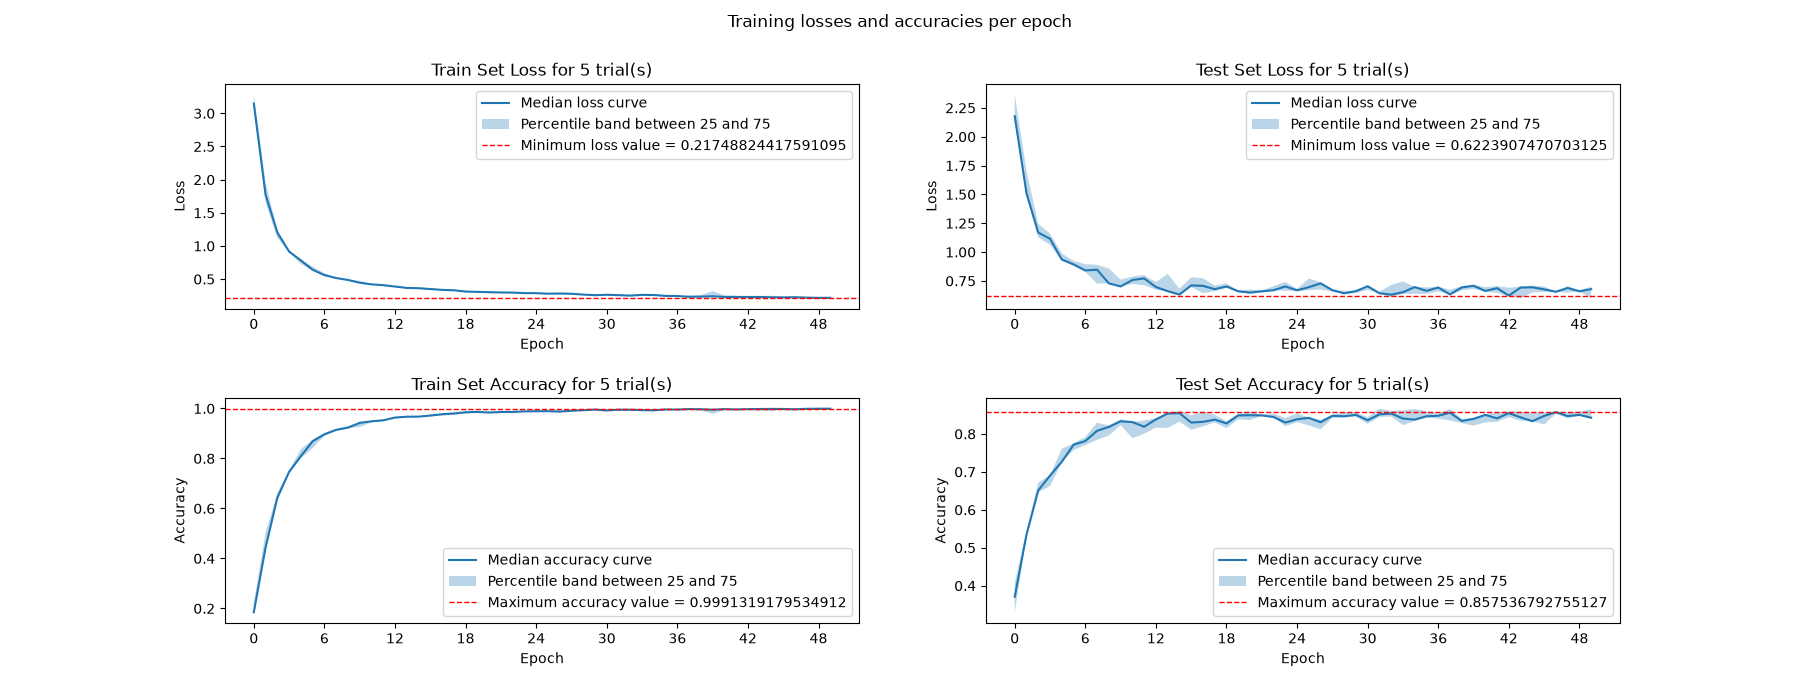 Training losses and accuracies per epoch
Train Set Loss for 5 trial(s)
3.0
2.5
2.0
1.5
1.0
0.5
Loss
Median loss curve
Percentile band between 25 and 75
Minimum loss value = 0.21748824417591095
0 6 12 18 24 30 36 42 48
Epoch
Test Set Loss for 5 trial(s)
2.25
2.00
1.75
1.50
1.25
1.00
0.75
Loss
Median loss curve
Percentile band between 25 and 75
Minimum loss value = 0.6223907470703125
0 6 12 18 24 30 36 42 48
Epoch
Train Set Accuracy for 5 trial(s)
1.0
0.8
0.6
0.4
0.2
Accuracy
Median accuracy curve
Percentile band between 25 and 75
Maximum accuracy value = 0.9991319179534912
0 6 12 18 24 30 36 42 48
Epoch
Test Set Accuracy for 5 trial(s)
0.8
0.7
0.6
0.5
0.4
Accuracy
Median accuracy curve
Percentile band between 25 and 75
Maximum accuracy value = 0.857536792755127
0 6 12 18 24 30 36 42 48
Epoch